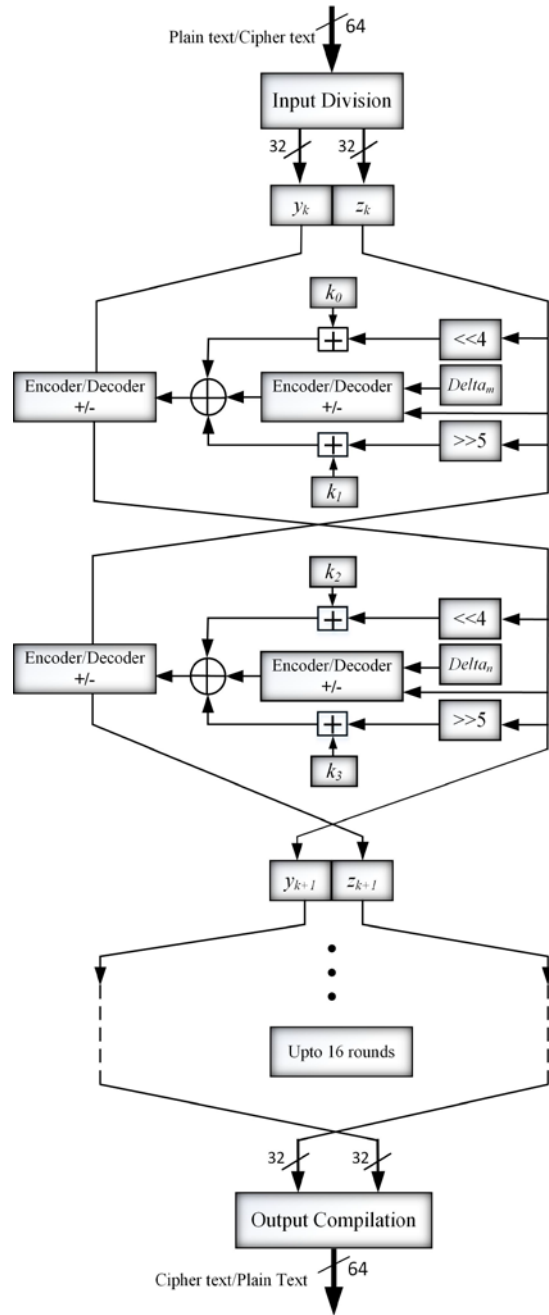 64
Plain text/Cipher text
Input Division
32 32
yk zk
k0
+ <<4
Encoder/Decoder +/-
Encoder/Decoder +/-
Deltam
+ >>5
k1
k2
+ <<4
Encoder/Decoder +/-
Encoder/Decoder +/-
Deltan
+ >>5
k3
yk+1 zk+1
Upto 16 rounds
32 32
Output Compilation
64
Cipher text/Plain Text